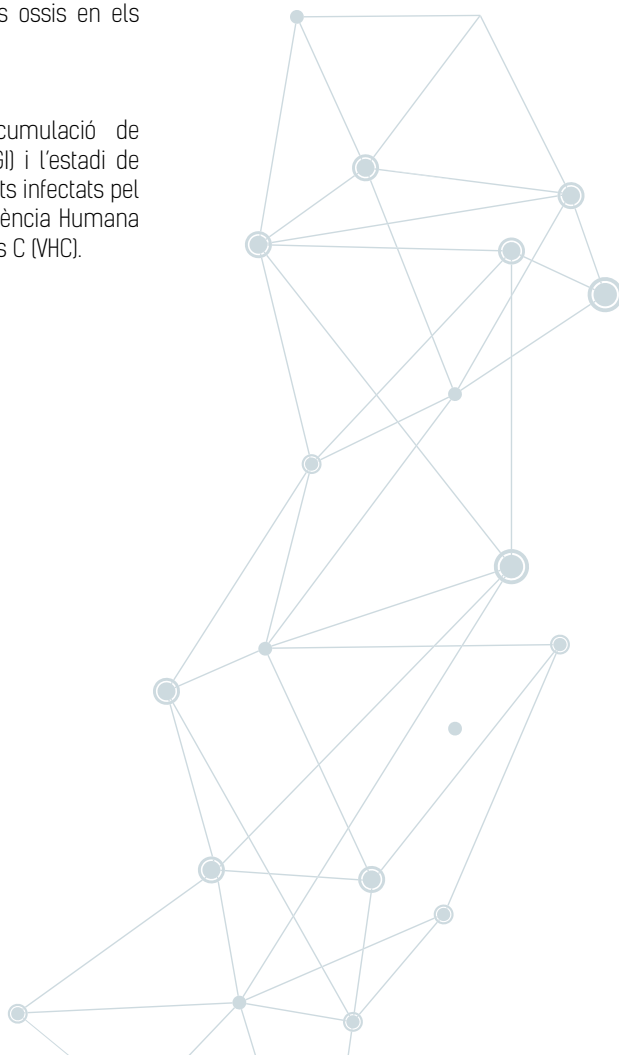 s ossis en els
cumulació de
GI) i l'estadi de
ts infectats pel
ència Humana
s C (VHC).